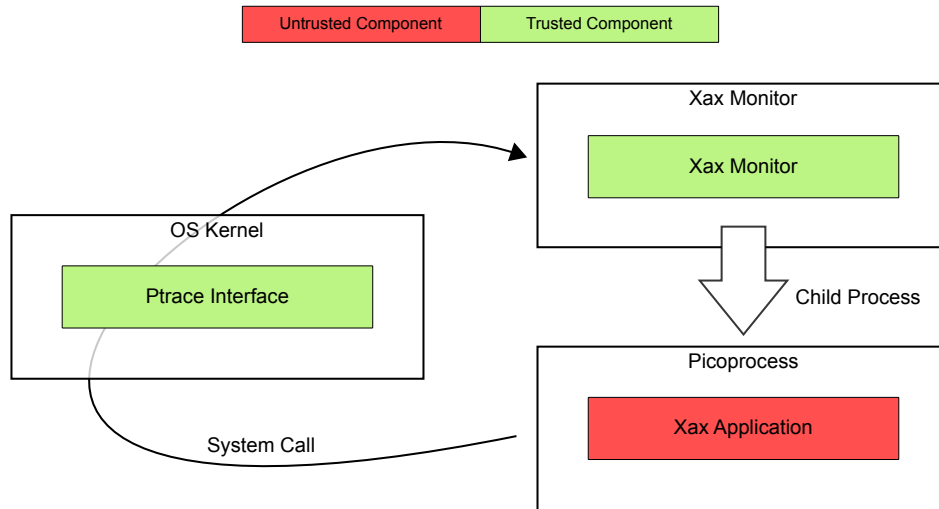 Untrusted Component
Trusted Component
Xax Monitor
Xax Monitor
OS Kernel
Ptrace Interface
Child Process
Picoprocess
Xax Application
System Call